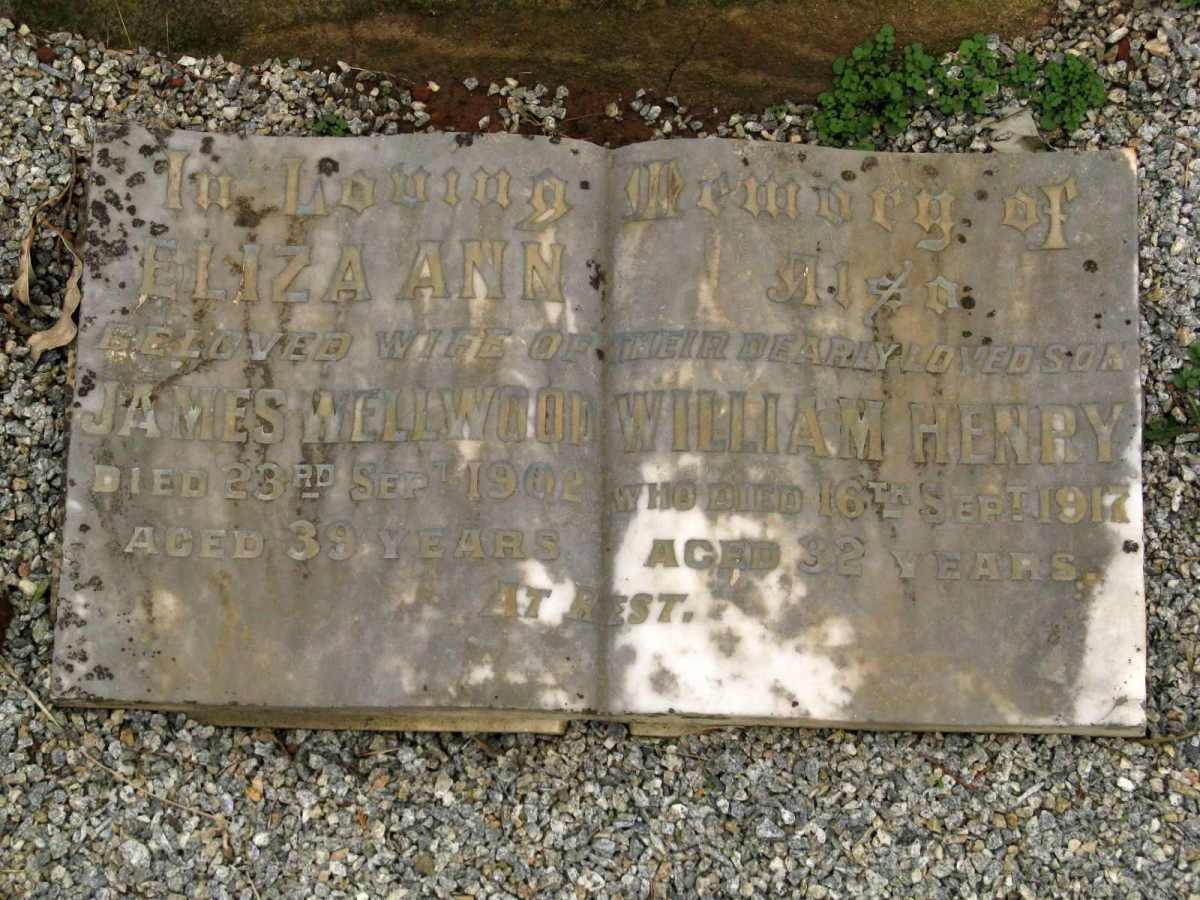 In Loving Memory of
ELIZA ANN
BELOVED WIFE OF
JAMES WELLWOOD
DIED 23RD SEPT 1902
AGED 39 YEARS
Also
THEIR DEARLY LOVED SON
WILLIAM HENRY
WHO DIED 16TH SEPT. 1917
AGED 32 YEARS.
AT REST.